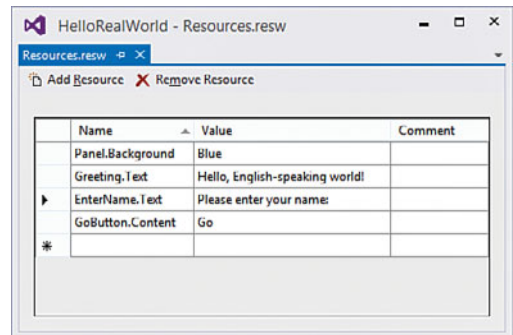 HelloRealWorld - Resources.resw
Resources.resw
Add Resource Remove Resource
Name Value Comment
Panel.Background Blue
Greeting.Text Hello, English-speaking world!
EnterName.Text Please enter your name:
GoButton.Content Go